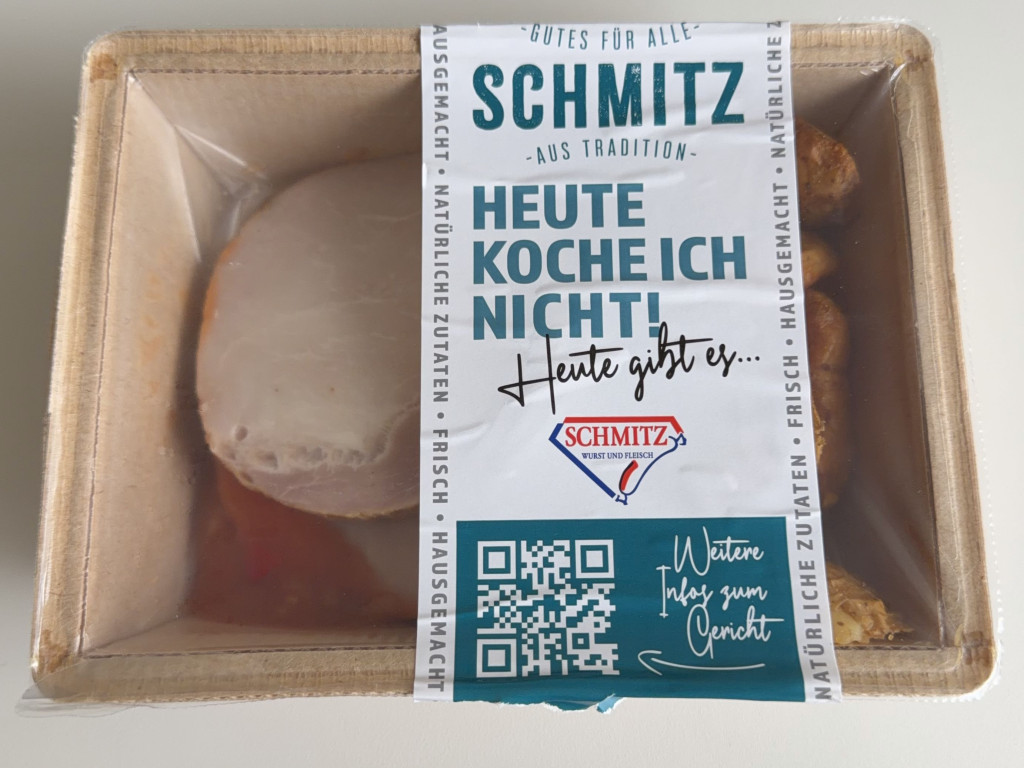 -GUTES FÜR ALLE-
SCHMITZ
-AUS TRADITION-
HEUTE
KOCHE ICH
NICHT!
Heute gibt es...
SCHMITZ
WURST UND FLEISCH
Weitere
Infos zum
Gericht
AUSGEMACHT • NATÜRLICHE ZUTATEN • FRISCH • HAUSGEMACHT
NATÜRLICHE ZUTATEN • FRISCH • HAUSGEMACHT • NATÜRLICHE Z